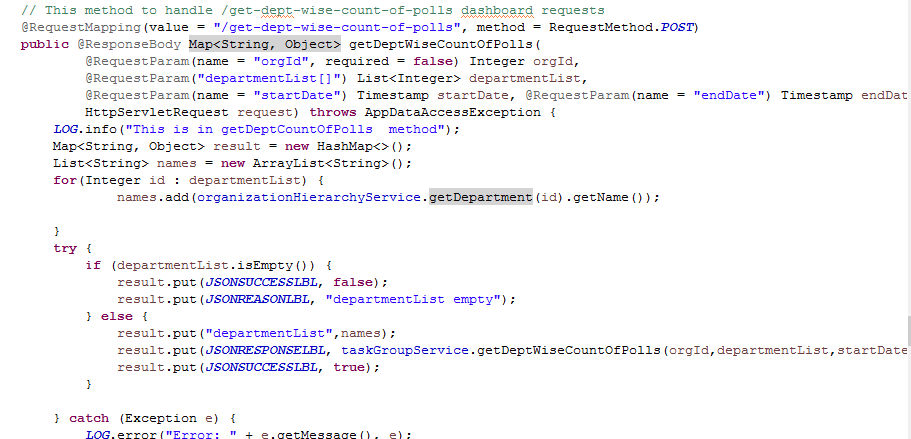 // This method to handle /get-dept-wise-count-of-polls dashboard requests
@RequestMapping(value = "/get-dept-wise-count-of-polls", method = RequestMethod.POST)
public @ResponseBody Map<String, Object> getDeptWiseCountOfPolls(
        @RequestParam(name = "orgId", required = false) Integer orgId,
        @RequestParam("departmentList[]") List<Integer> departmentList,
        @RequestParam(name = "startDate") Timestamp startDate, @RequestParam(name = "endDate") Timestamp endDat
        HttpServletRequest request) throws AppDataAccessException {
    LOG.info("This is in getDeptCountOfPolls  method");
    Map<String, Object> result = new HashMap<>();
    List<String> names = new ArrayList<String>();
    for(Integer id : departmentList) {
            names.add(organizationHierarchyService.getDepartment(id).getName());
    }
    try {
        if (departmentList.isEmpty()) {
            result.put(JSONSUCCESSLBL, false);
            result.put(JSONREASONLBL, "departmentList empty");
        } else {
            result.put("departmentList",names);
            result.put(JSONRESPONSELBL, taskGroupService.getDeptWiseCountOfPolls(orgId,departmentList,startDate
            result.put(JSONSUCCESSLBL, true);
        }
    } catch (Exception e) {
        LOG.error("Error: " + e.getMessage(), e);